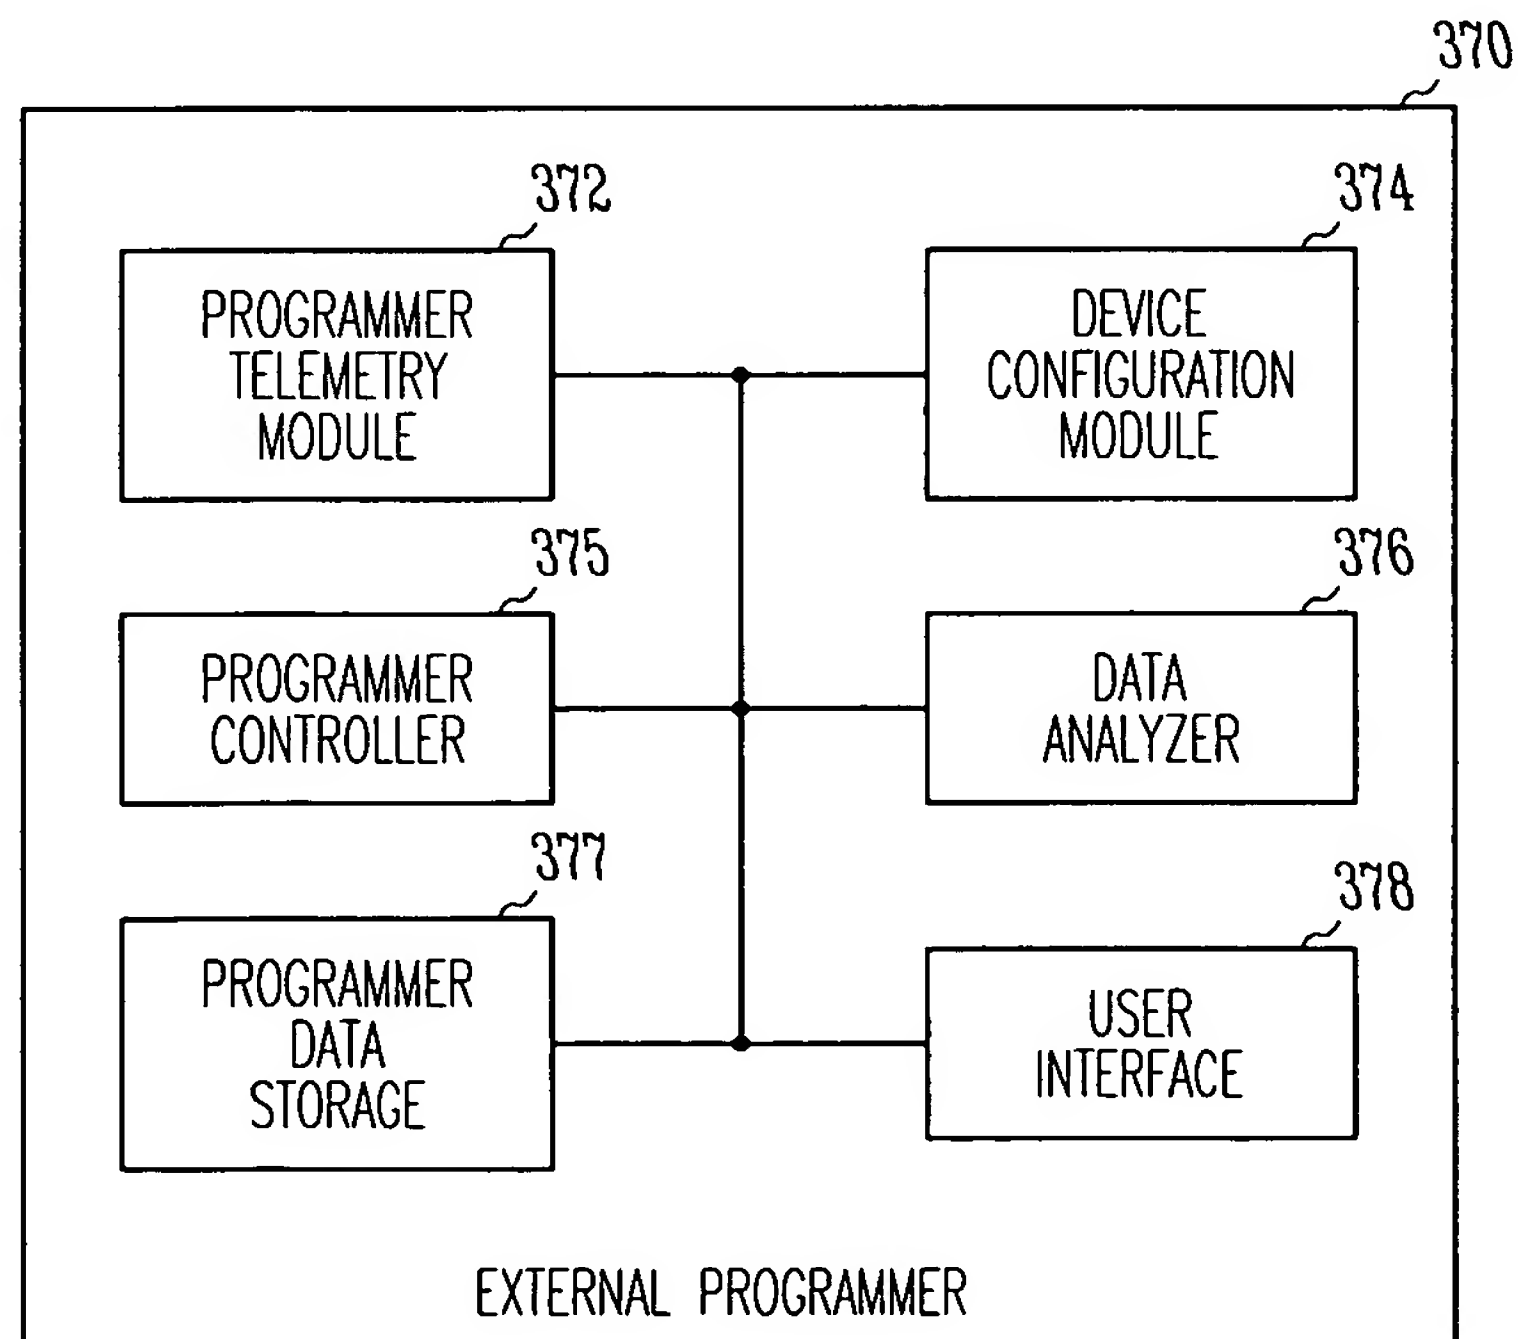 370
372
PROGRAMMER
TELEMETRY
MODULE
374
DEVICE
CONFIGURATION
MODULE
375
PROGRAMMER
CONTROLLER
376
DATA
ANALYZER
377
PROGRAMMER
DATA
STORAGE
378
USER
INTERFACE
EXTERNAL PROGRAMMER